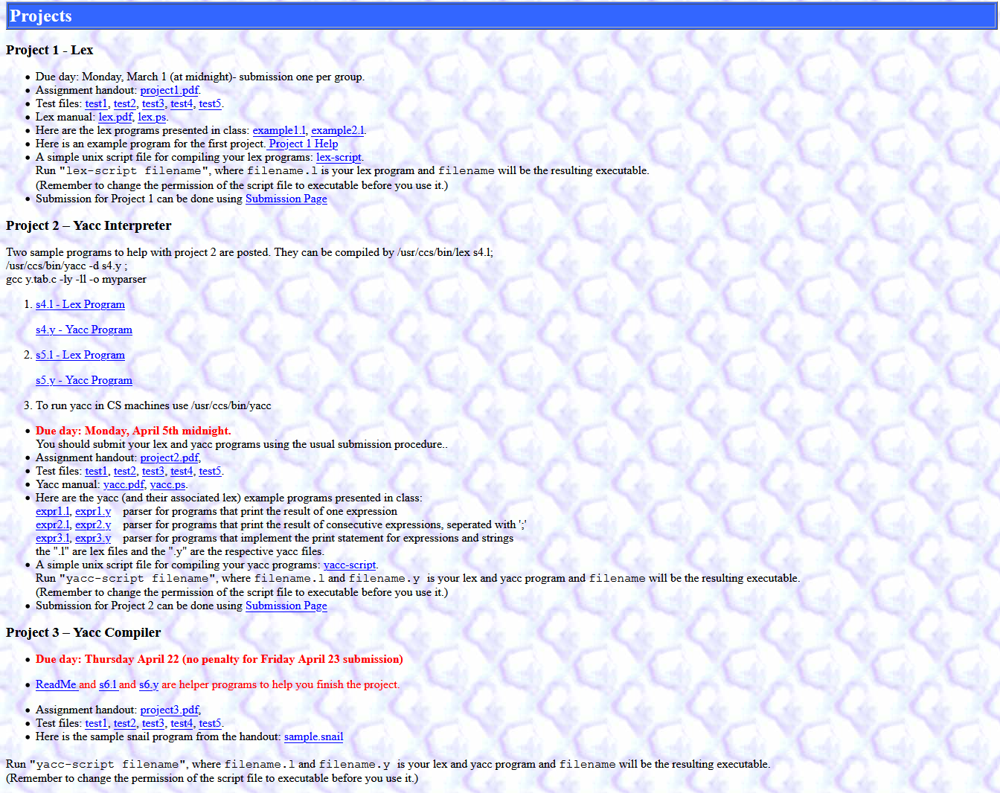 Projects
Project 1 - Lex
• Due day: Monday, March 1 (at midnight)- submission one per group.
• Assignment handout: project1.pdf.
• Test files: test1, test2, test3, test4, test5.
• Lex manual: lex.pdf, lex.ps.
• Here are the lex programs presented in class: example1.l, example2.l.
• Here is an example program for the first project. Project 1 Help
• A simple unix script file for compiling your lex programs: lex-script.
Run "lex-script filename", where filename.l is your lex program and filename will be the resulting executable.
(Remember to change the permission of the script file to executable before you use it.)
• Submission for Project 1 can be done using Submission Page
Project 2 – Yacc Interpreter
Two sample programs to help with project 2 are posted. They can be compiled by /usr/ccs/bin/lex s4.l;
/usr/ccs/bin/yacc -d s4.y ;
gcc y.tab.c -ly -ll -o myparser
1. s4.l - Lex Program
s4.y - Yacc Program
2. s5.l - Lex Program
s5.y - Yacc Program
3. To run yacc in CS machines use /usr/ccs/bin/yacc
• Due day: Monday, April 5th midnight.
You should submit your lex and yacc programs using the usual submission procedure..
• Assignment handout: project2.pdf,
• Test files: test1, test2, test3, test4, test5.
• Yacc manual: yacc.pdf, yacc.ps.
• Here are the yacc (and their associated lex) example programs presented in class:
expr1.l, expr1.y    parser for programs that print the result of one expression
expr2.l, expr2.y    parser for programs that print the result of consecutive expressions, seperated with ';'
expr3.l, expr3.y    parser for programs that implement the print statement for expressions and strings
the ".l" are lex files and the ".y" are the respective yacc files.
• A simple unix script file for compiling your yacc programs: yacc-script.
Run "yacc-script filename", where filename.l and filename.y  is your lex and yacc program and filename will be the resulting executable.
(Remember to change the permission of the script file to executable before you use it.)
• Submission for Project 2 can be done using Submission Page
Project 3 – Yacc Compiler
• Due day: Thursday April 22 (no penalty for Friday April 23 submission)
• ReadMe and s6.l and s6.y are helper programs to help you finish the project.
• Assignment handout: project3.pdf,
• Test files: test1, test2, test3, test4, test5.
• Here is the sample snail program from the handout: sample.snail
Run "yacc-script filename", where filename.l and filename.y  is your lex and yacc program and filename will be the resulting executable.
(Remember to change the permission of the script file to executable before you use it.)